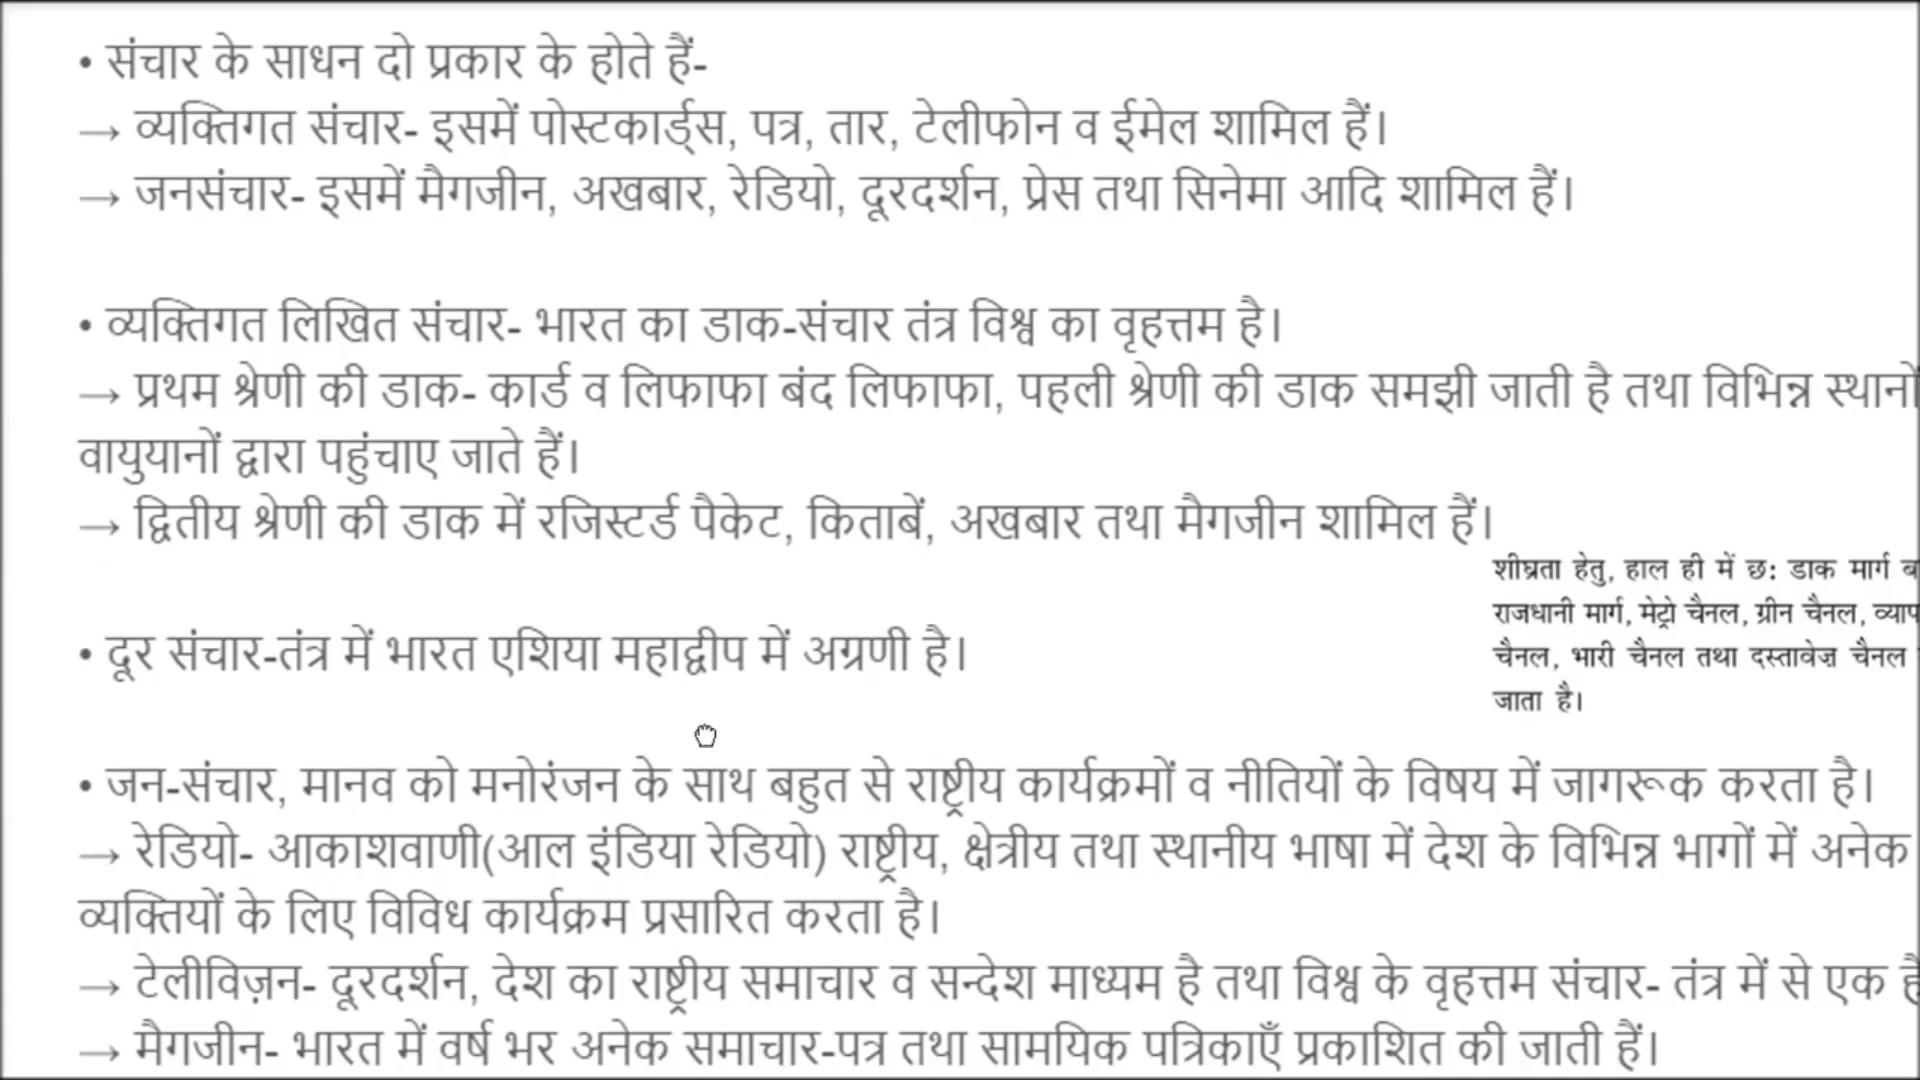 • संचार के साधन दो प्रकार के होते हैं-
→ व्यक्तिगत संचार- इसमें पोस्टकार्ड्स, पत्र, तार, टेलीफोन व ईमेल शामिल हैं।
→ जनसंचार- इसमें मैगजीन, अखबार, रेडियो, दूरदर्शन, प्रेस तथा सिनेमा आदि शामिल हैं।
• व्यक्तिगत लिखित संचार- भारत का डाक-संचार तंत्र विश्व का वृहत्तम है।
→ प्रथम श्रेणी की डाक- कार्ड व लिफाफा बंद लिफाफा, पहली श्रेणी की डाक समझी जाती है तथा विभिन्न स्थानों
वायुयानों द्वारा पहुंचाए जाते हैं।
→ द्वितीय श्रेणी की डाक में रजिस्टर्ड पैकेट, किताबें, अखबार तथा मैगजीन शामिल हैं।
शीघ्रता हेतु, हाल ही में छः डाक मार्ग
राजधानी मार्ग, मेट्रो चैनल, ग्रीन चैनल,
चैनल, भारी चैनल तथा दस्तावेज़ चैनल
जाता है।
• दूर संचार-तंत्र में भारत एशिया महाद्वीप में अग्रणी है।
• जन-संचार, मानव को मनोरंजन के साथ बहुत से राष्ट्रीय कार्यक्रमों व नीतियों के विषय में जागरूक करता है।
→ रेडियो- आकाशवाणी(आल इंडिया रेडियो) राष्ट्रीय, क्षेत्रीय तथा स्थानीय भाषा में देश के विभिन्न भागों में अनेक
व्यक्तियों के लिए विविध कार्यक्रम प्रसारित करता है।
→ टेलीविज़न- दूरदर्शन, देश का राष्ट्रीय समाचार व सन्देश माध्यम है तथा विश्व के वृहत्तम संचार- तंत्र में से एक
→ मैगजीन- भारत में वर्ष भर अनेक समाचार-पत्र तथा सामयिक पत्रिकाएँ प्रकाशित की जाती हैं।